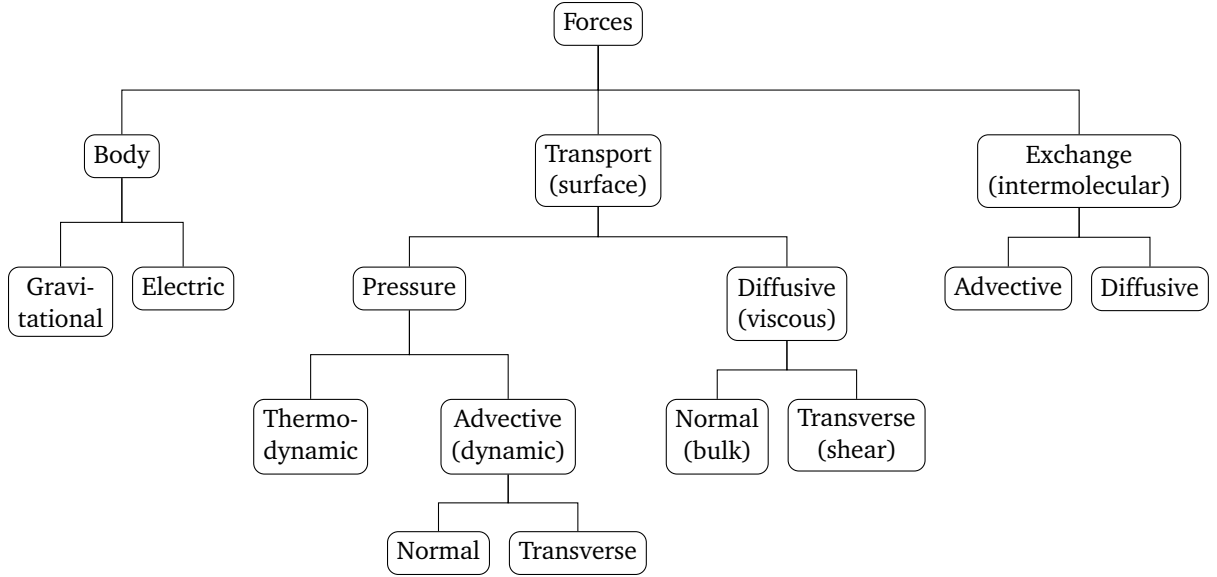 Forces
Body
Transport
(surface)
Exchange
(intermolecular)
Gravi-
tational
Electric
Pressure
Diffusive
(viscous)
Advective
Diffusive
Thermo-
dynamic
Advective
(dynamic)
Normal
(bulk)
Transverse
(shear)
Normal
Transverse